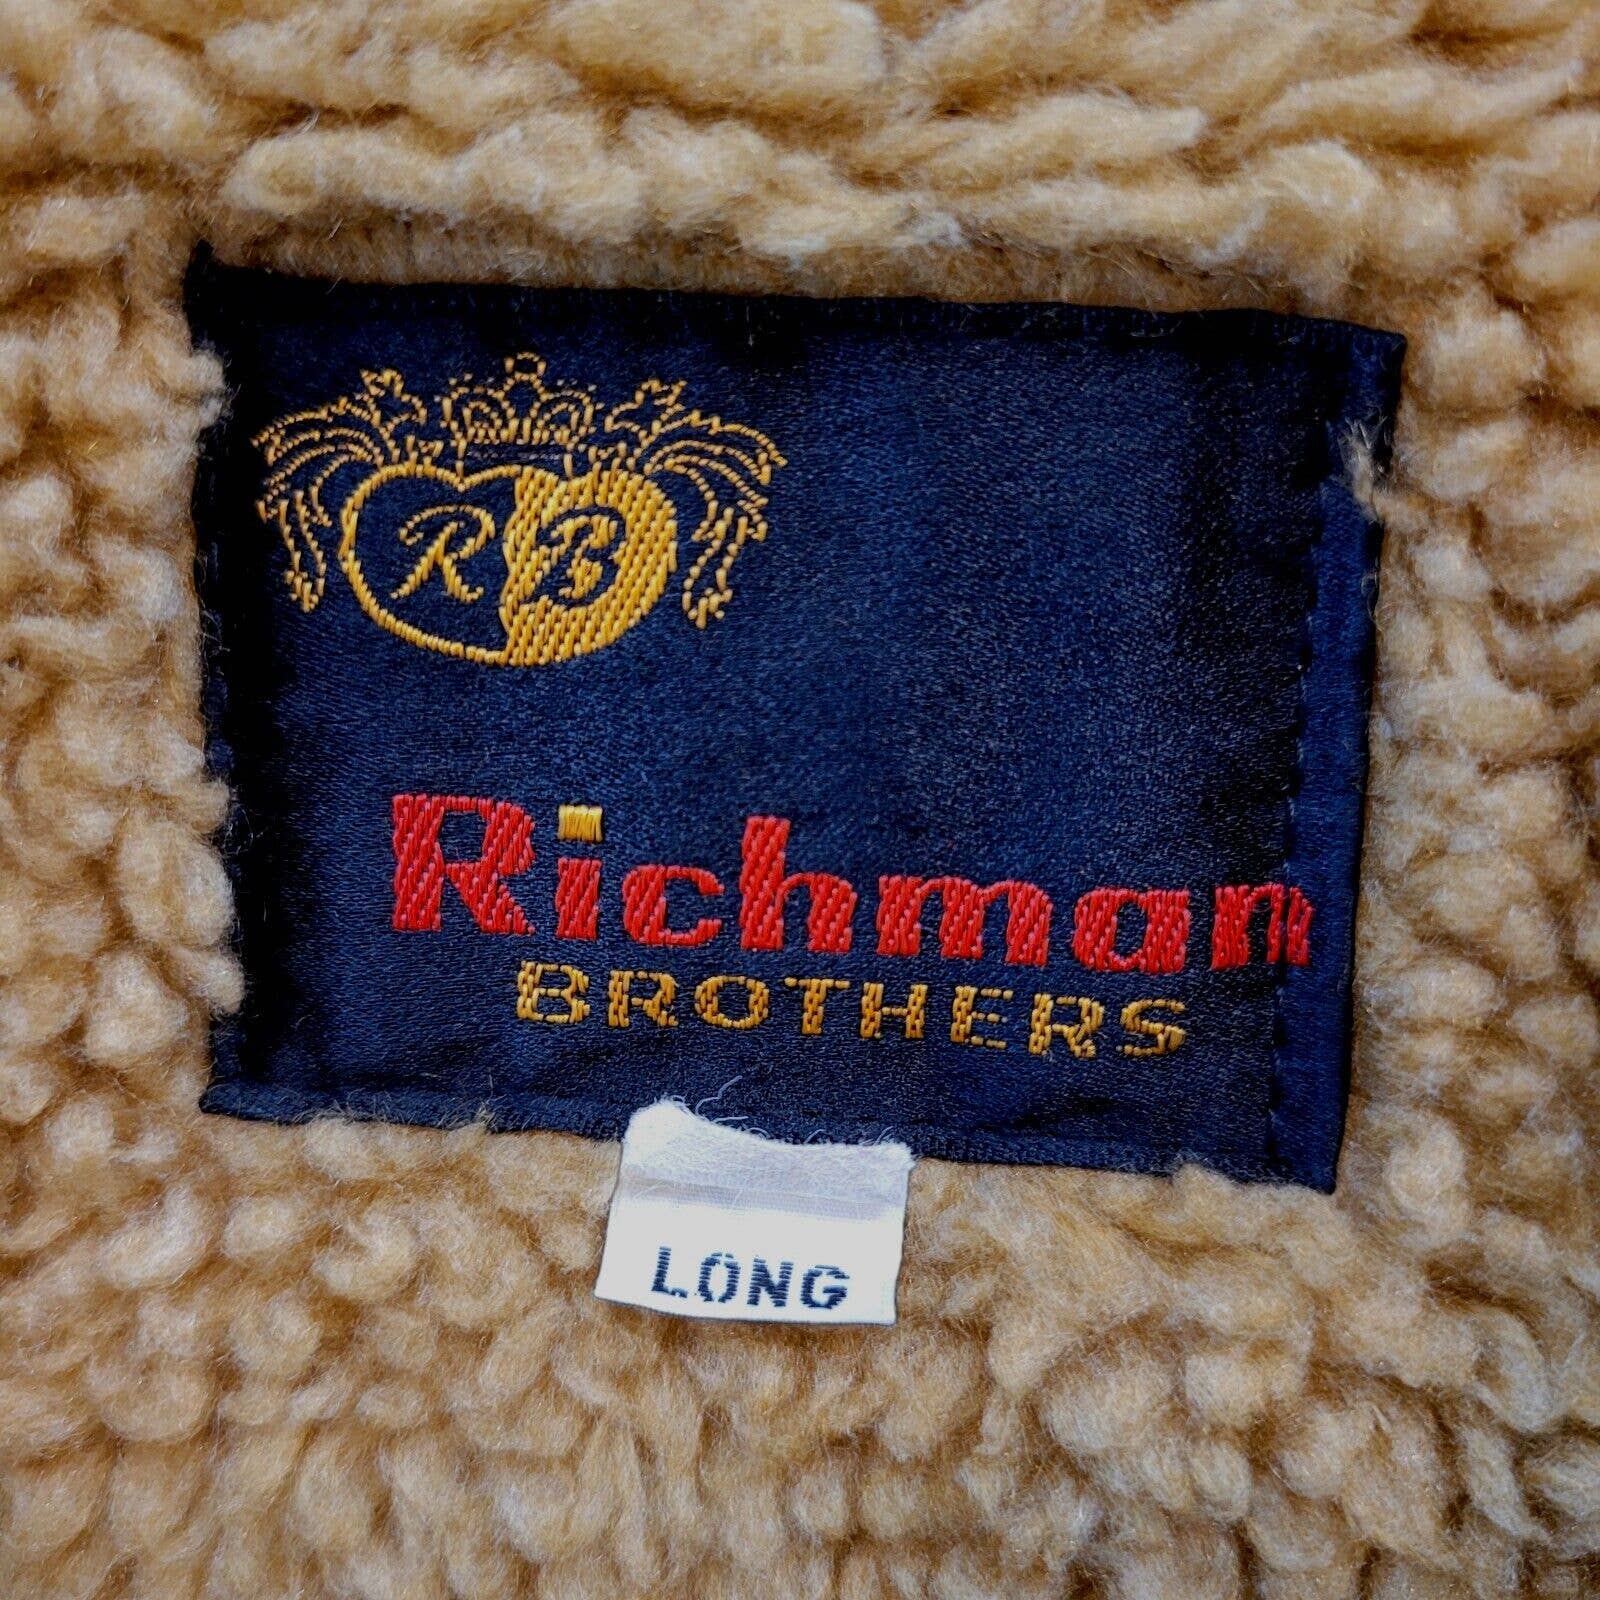 RB
Richman
BROTHERS
LONG